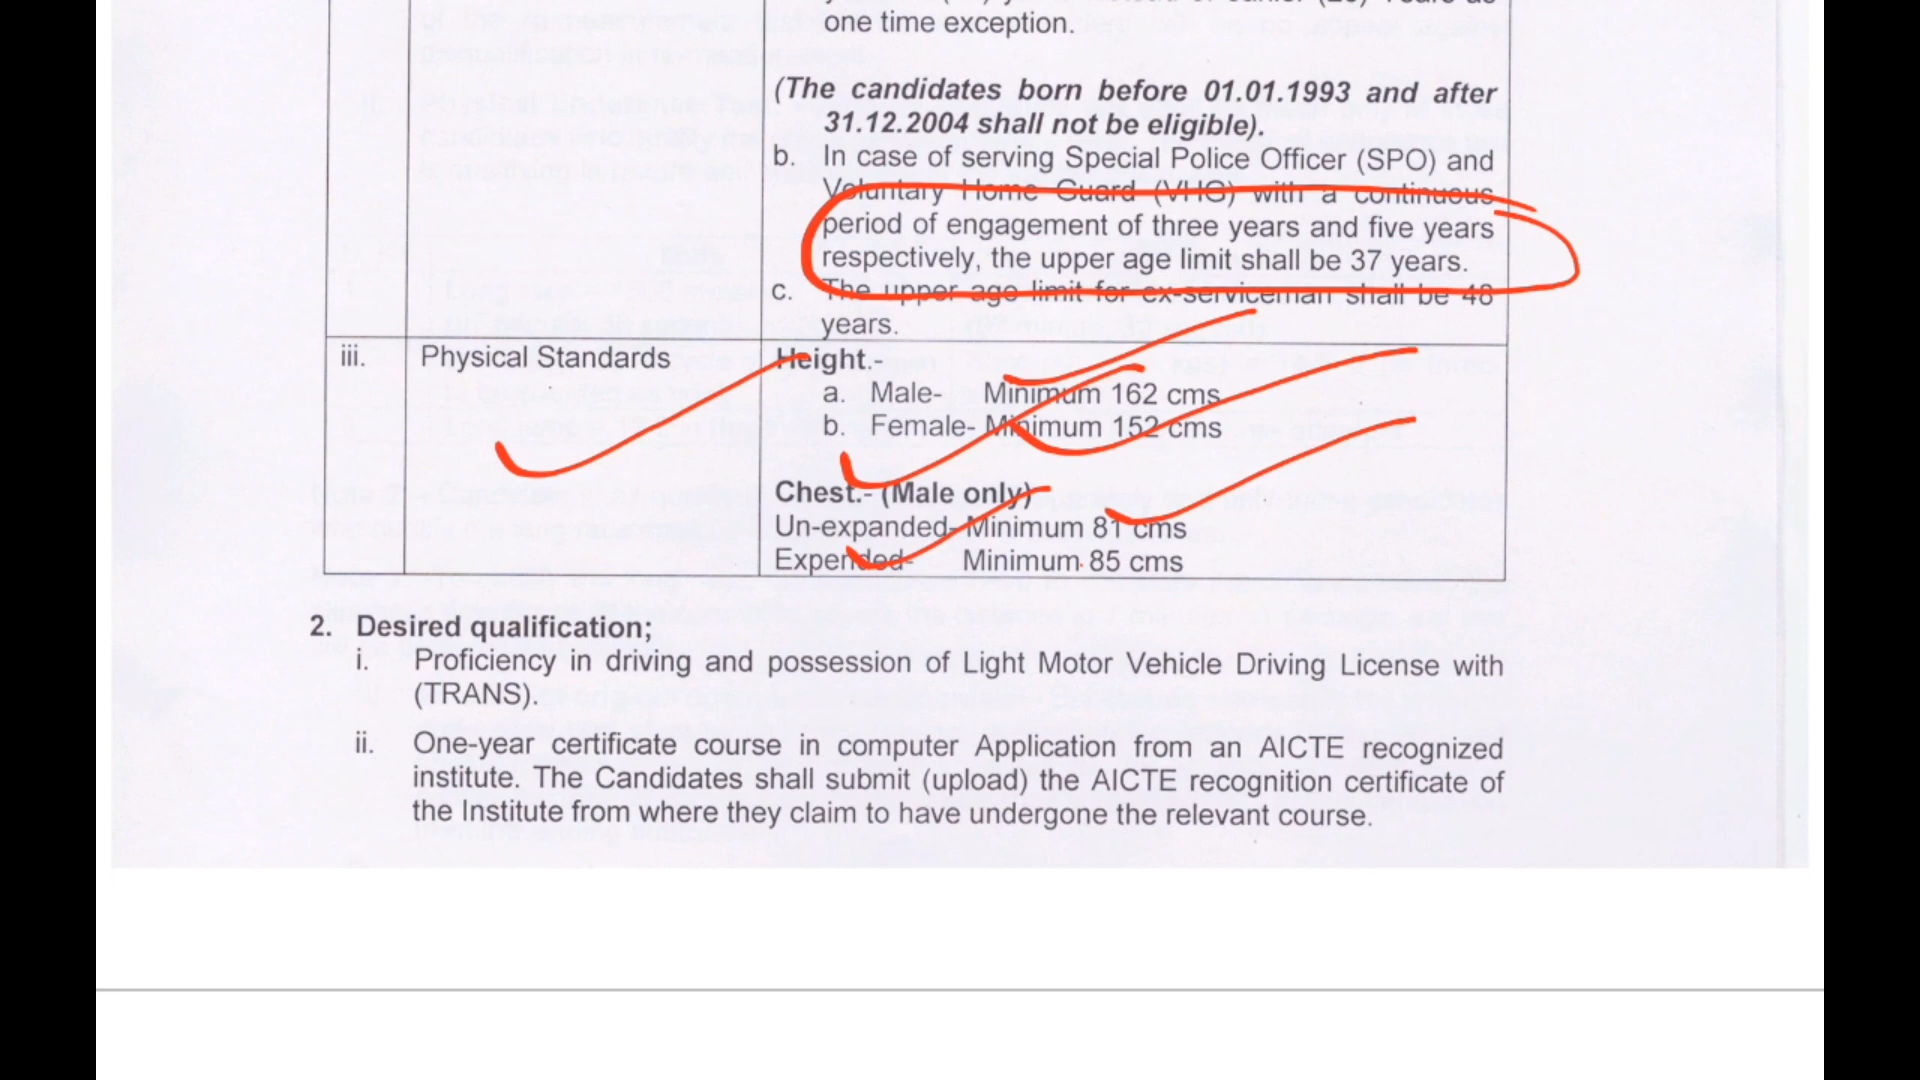 one time exception.
(The candidates born before 01.01.1993 and after
31.12.2004 shall not be eligible).
b. In case of serving Special Police Officer (SPO) and
Voluntary Home Guard (VHG) with a continuous
period of engagement of three years and five years
respectively, the upper age limit shall be 37 years.
c. The upper age limit for ex-serviceman shall be 48
years.
iii. Physical Standards
Height.-
a. Male- Minimum 162 cms
b. Female- Minimum 152 cms
Chest.- (Male only)
Un-expanded- Minimum 81 cms
Expended- Minimum 85 cms
2. Desired qualification;
i. Proficiency in driving and possession of Light Motor Vehicle Driving License with
(TRANS).
ii. One-year certificate course in computer Application from an AICTE recognized
institute. The Candidates shall submit (upload) the AICTE recognition certificate of
the Institute from where they claim to have undergone the relevant course.